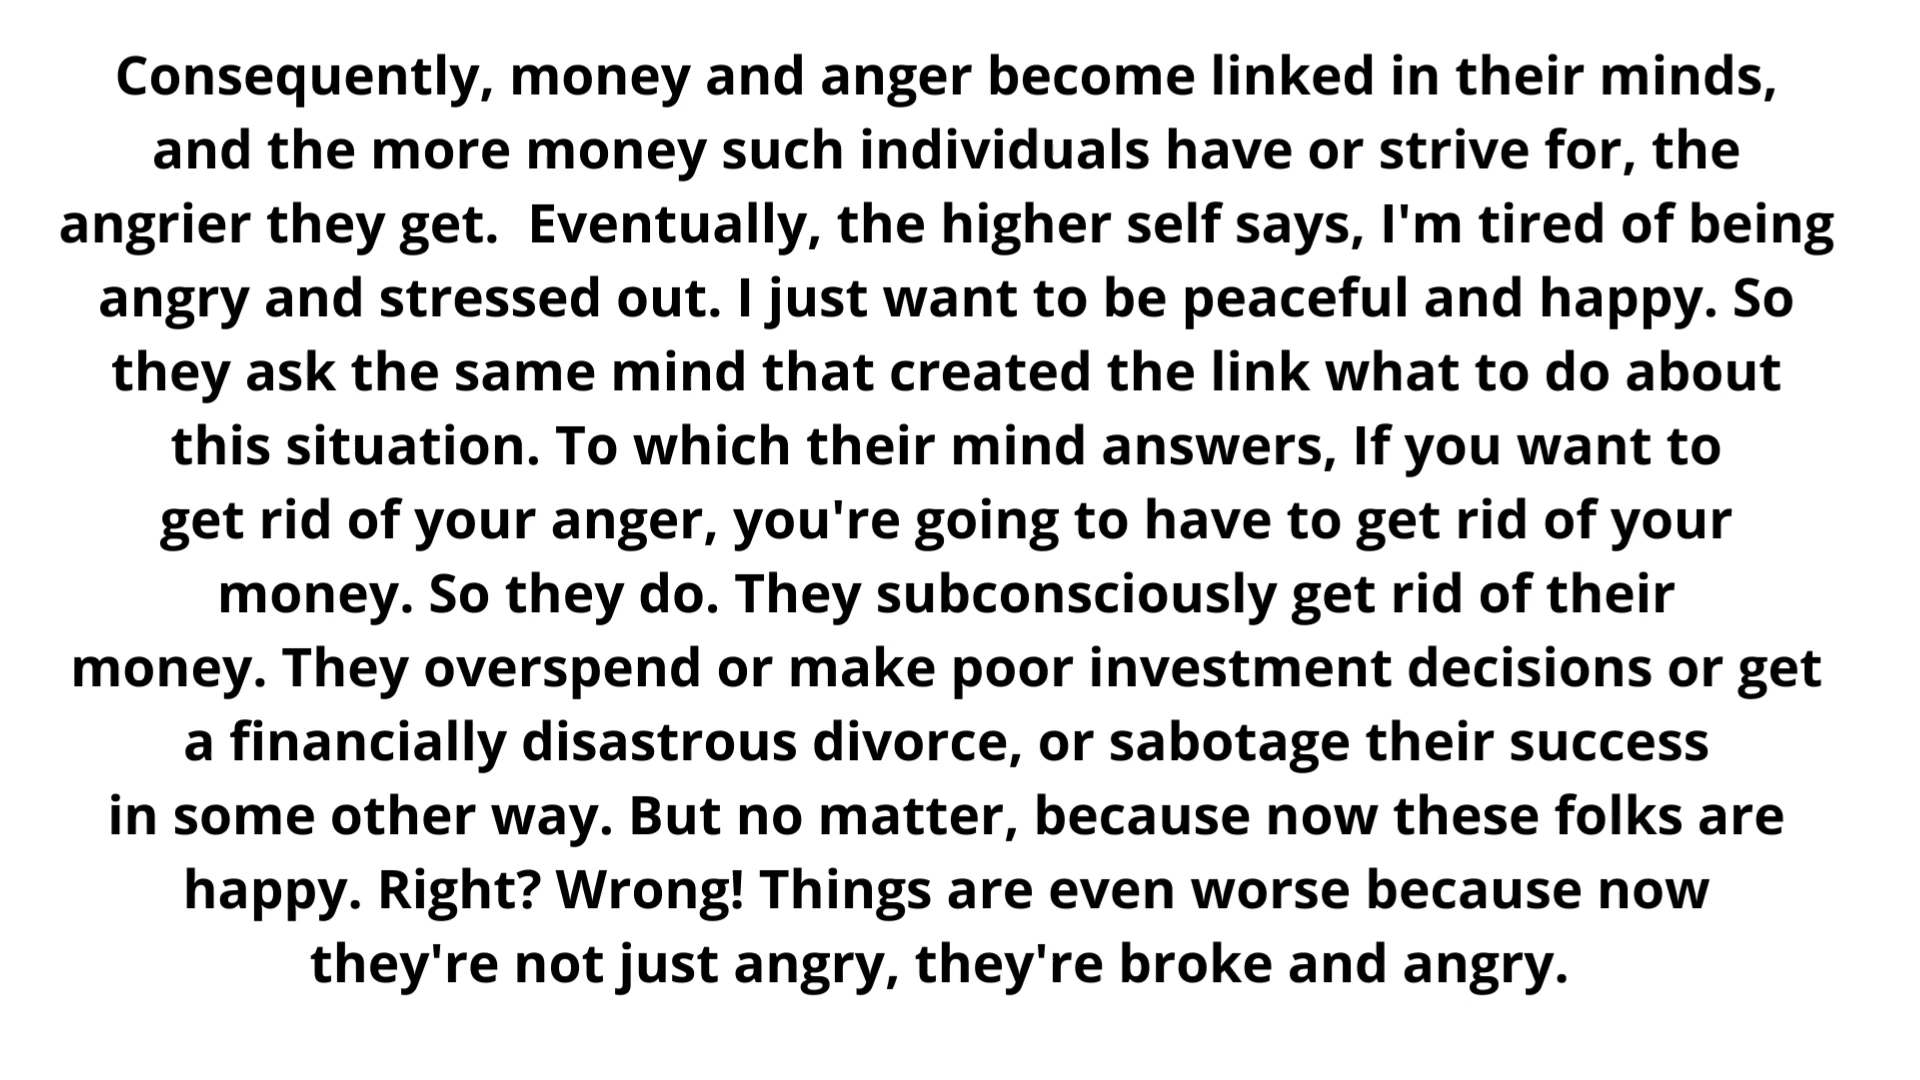 Consequently, money and anger become linked in their minds,
and the more money such individuals have or strive for, the
angrier they get.  Eventually, the higher self says, I'm tired of being
angry and stressed out. I just want to be peaceful and happy. So
they ask the same mind that created the link what to do about
this situation. To which their mind answers, If you want to
get rid of your anger, you're going to have to get rid of your
money. So they do. They subconsciously get rid of their
money. They overspend or make poor investment decisions or get
a financially disastrous divorce, or sabotage their success
in some other way. But no matter, because now these folks are
happy. Right? Wrong! Things are even worse because now
they're not just angry, they're broke and angry.